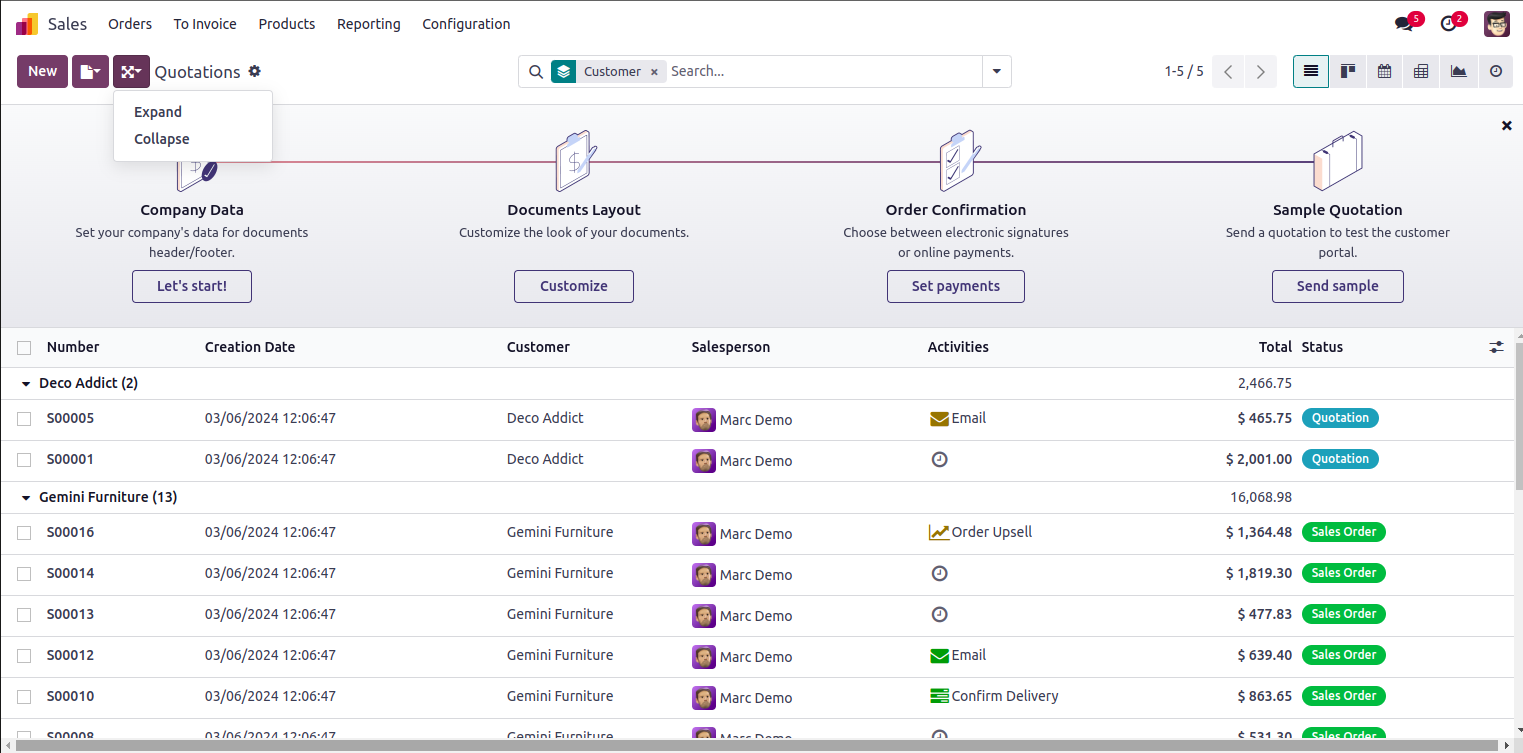 Sales Orders To Invoice Products Reporting Configuration 5 2
New Quotations Customer × Search... 1-5 / 5
Expand
Collapse
Company Data Documents Layout Order Confirmation Sample Quotation
Set your company's data for documents Customize the look of your documents. Choose between electronic signatures Send a quotation to test the customer
header/footer. or online payments. portal.
Let's start! Customize Set payments Send sample
Number Creation Date Customer Salesperson Activities Total Status
Deco Addict (2) 2,466.75
S00005 03/06/2024 12:06:47 Deco Addict Marc Demo Email $ 465.75 Quotation
S00001 03/06/2024 12:06:47 Deco Addict Marc Demo $ 2,001.00 Quotation
Gemini Furniture (13) 16,068.98
S00016 03/06/2024 12:06:47 Gemini Furniture Marc Demo Order Upsell $ 1,364.48 Sales Order
S00014 03/06/2024 12:06:47 Gemini Furniture Marc Demo $ 1,819.30 Sales Order
S00013 03/06/2024 12:06:47 Gemini Furniture Marc Demo $ 477.83 Sales Order
S00012 03/06/2024 12:06:47 Gemini Furniture Marc Demo Email $ 639.40 Sales Order
S00010 03/06/2024 12:06:47 Gemini Furniture Marc Demo Confirm Delivery $ 863.65 Sales Order
S00008 03/06/2024 12:06:47 Gemini Furniture Marc Demo $ 531.30 Sales Order